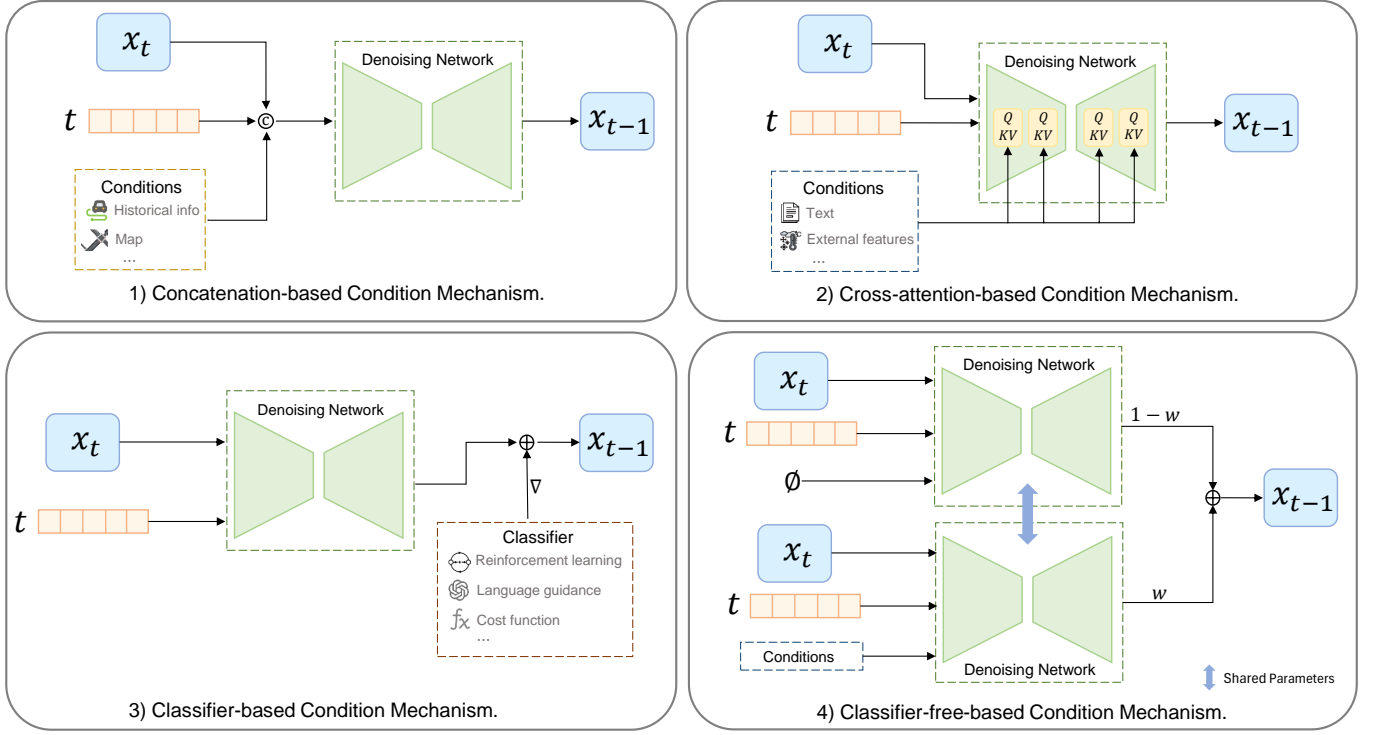 x_t
Denoising Network
t
©
x_{t-1}
Conditions
Historical info
Map
...
1) Concatenation-based Condition Mechanism.
x_t
Denoising Network
t
Q
KV
Q
KV
Q
KV
Q
KV
x_{t-1}
Conditions
Text
External features
...
2) Cross-attention-based Condition Mechanism.
Denoising Network
x_t
⊕
x_{t-1}
∇
t
Classifier
Reinforcement learning
Language guidance
fx Cost function
...
3) Classifier-based Condition Mechanism.
x_t
Denoising Network
t
1 − w
∅
⊕
x_{t-1}
x_t
t
w
Conditions
Denoising Network
Shared Parameters
4) Classifier-free-based Condition Mechanism.